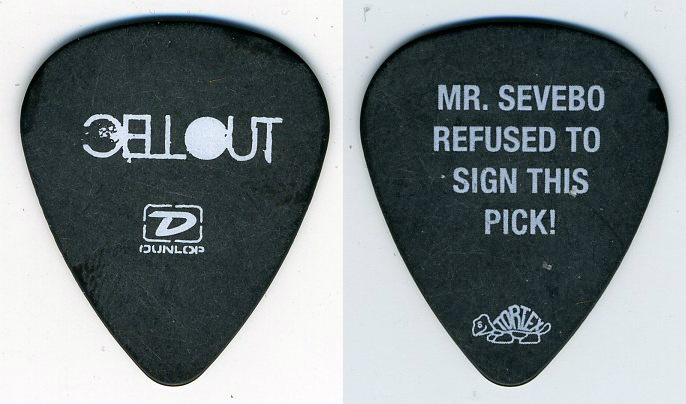 CELLOUT
D
DUNLOP
MR. SEVEBO
REFUSED TO
SIGN THIS
PICK!
TORTEX